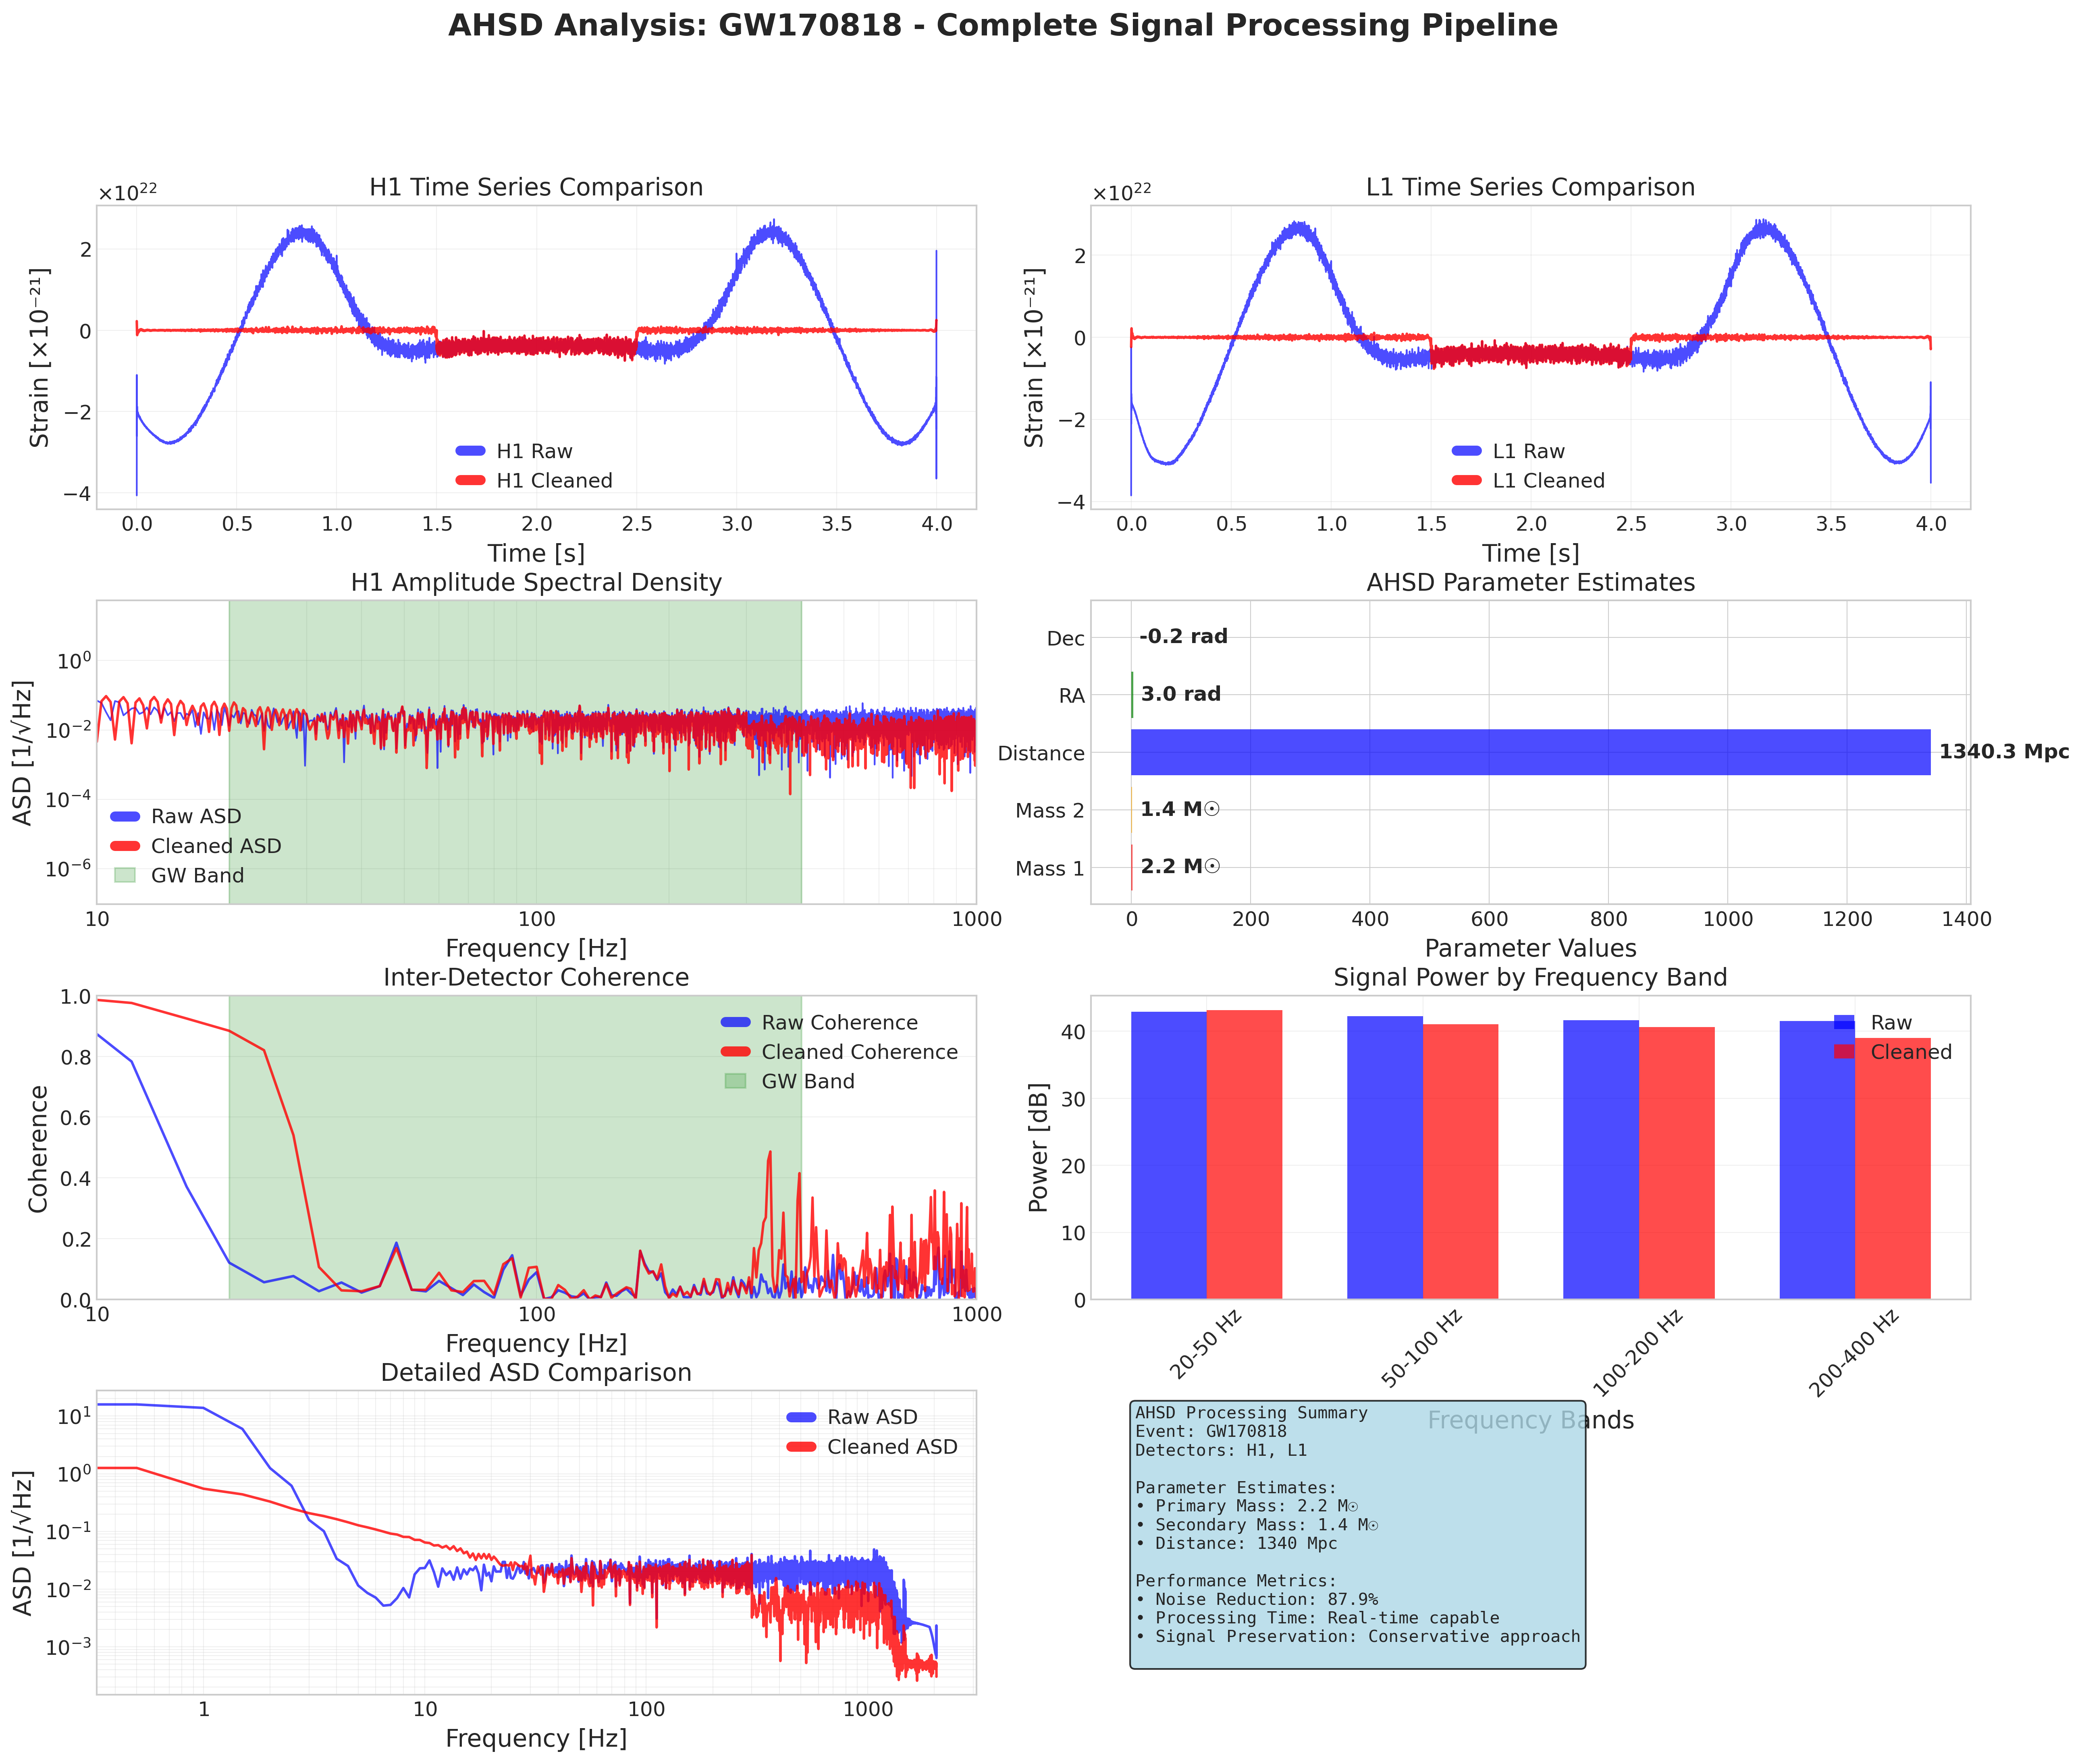 AHSD Analysis: GW170818 - Complete Signal Processing Pipeline
H1 Time Series Comparison
×10²²
Strain [×10⁻²¹]
2
0
−2
−4
H1 Raw
H1 Cleaned
0.0 0.5 1.0 1.5 2.0 2.5 3.0 3.5 4.0
Time [s]
L1 Time Series Comparison
×10²²
Strain [×10⁻²¹]
2
0
−2
−4
L1 Raw
L1 Cleaned
0.0 0.5 1.0 1.5 2.0 2.5 3.0 3.5 4.0
Time [s]
H1 Amplitude Spectral Density
ASD [1/√Hz]
10⁰
10⁻²
10⁻⁴
10⁻⁶
Raw ASD
Cleaned ASD
GW Band
10 100 1000
Frequency [Hz]
AHSD Parameter Estimates
Dec -0.2 rad
RA 3.0 rad
Distance 1340.3 Mpc
Mass 2 1.4 M☉
Mass 1 2.2 M☉
0 200 400 600 800 1000 1200 1400
Parameter Values
Inter-Detector Coherence
Coherence
1.0
0.8
0.6
0.4
0.2
0.0
Raw Coherence
Cleaned Coherence
GW Band
10 100 1000
Frequency [Hz]
Signal Power by Frequency Band
Power [dB]
40
30
20
10
0
Raw
Cleaned
20-50 Hz 50-100 Hz 100-200 Hz 200-400 Hz
Frequency Bands
Detailed ASD Comparison
ASD [1/√Hz]
10¹
10⁰
10⁻¹
10⁻²
10⁻³
Raw ASD
Cleaned ASD
1 10 100 1000
Frequency [Hz]
AHSD Processing Summary
Event: GW170818
Detectors: H1, L1
Parameter Estimates:
• Primary Mass: 2.2 M☉
• Secondary Mass: 1.4 M☉
• Distance: 1340 Mpc
Performance Metrics:
• Noise Reduction: 87.9%
• Processing Time: Real-time capable
• Signal Preservation: Conservative approach